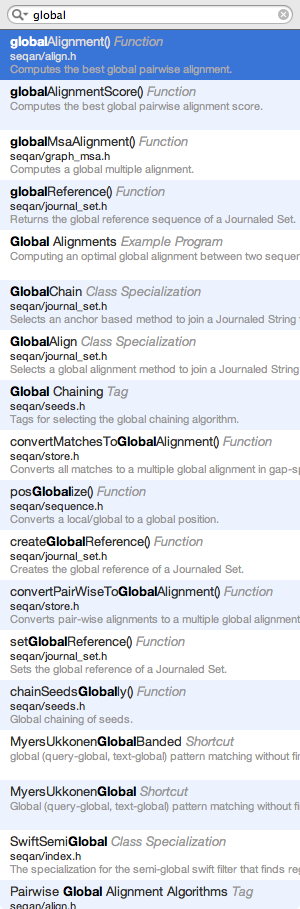 global
globalAlignment() Function
seqan/align.h
Computes the best global pairwise alignment.
globalAlignmentScore() Function
Computes the best global pairwise alignment score.
globalMsaAlignment() Function
seqan/graph_msa.h
Computes a global multiple alignment.
globalReference() Function
seqan/journal_set.h
Returns the global reference sequence of a Journaled Set.
Global Alignments Example Program
Computing an optimal global alignment between two sequen
GlobalChain Class Specialization
seqan/journal_set.h
Selects an anchor based method to join a Journaled String
GlobalAlign Class Specialization
seqan/journal_set.h
Selects a global alignment method to join a Journaled String
Global Chaining Tag
seqan/seeds.h
Tags for selecting the global chaining algorithm.
convertMatchesToGlobalAlignment() Function
seqan/store.h
Converts all matches to a multiple global alignment in gap-sp
posGlobalize() Function
seqan/sequence.h
Converts a local/global to a global position.
createGlobalReference() Function
seqan/journal_set.h
Creates the global reference of a Journaled Set.
convertPairWiseToGlobalAlignment() Function
seqan/store.h
Converts pair-wise alignments to a multiple global alignment
setGlobalReference() Function
seqan/journal_set.h
Sets the global reference of a Journaled Set.
chainSeedsGlobally() Function
seqan/seeds.h
Global chaining of seeds.
MyersUkkonenGlobalBanded Shortcut
global (query-global, text-global) pattern matching without fi
MyersUkkonenGlobal Shortcut
Global (query-global, text-global) pattern matching without fi
SwiftSemiGlobal Class Specialization
seqan/index.h
The specialization for the semi-global swift filter that finds re
Pairwise Global Alignment Algorithms Tag
seqan/align.h